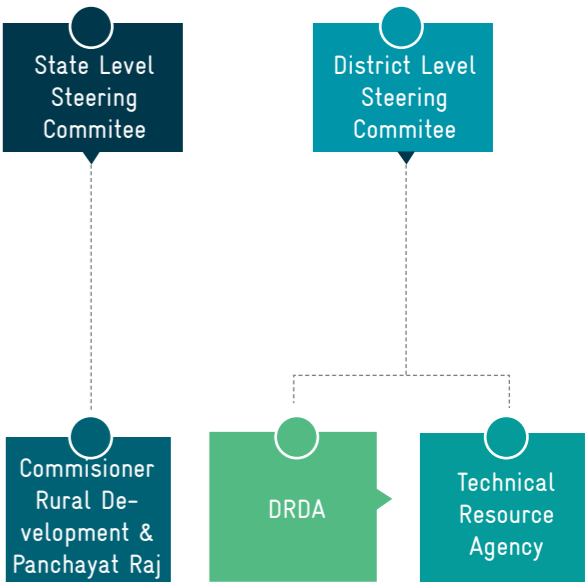 State Level
Steering
Commitee
District Level
Steering
Commitee
Commisioner
Rural De-
velopment &
Panchayat Raj
DRDA
Technical
Resource
Agency